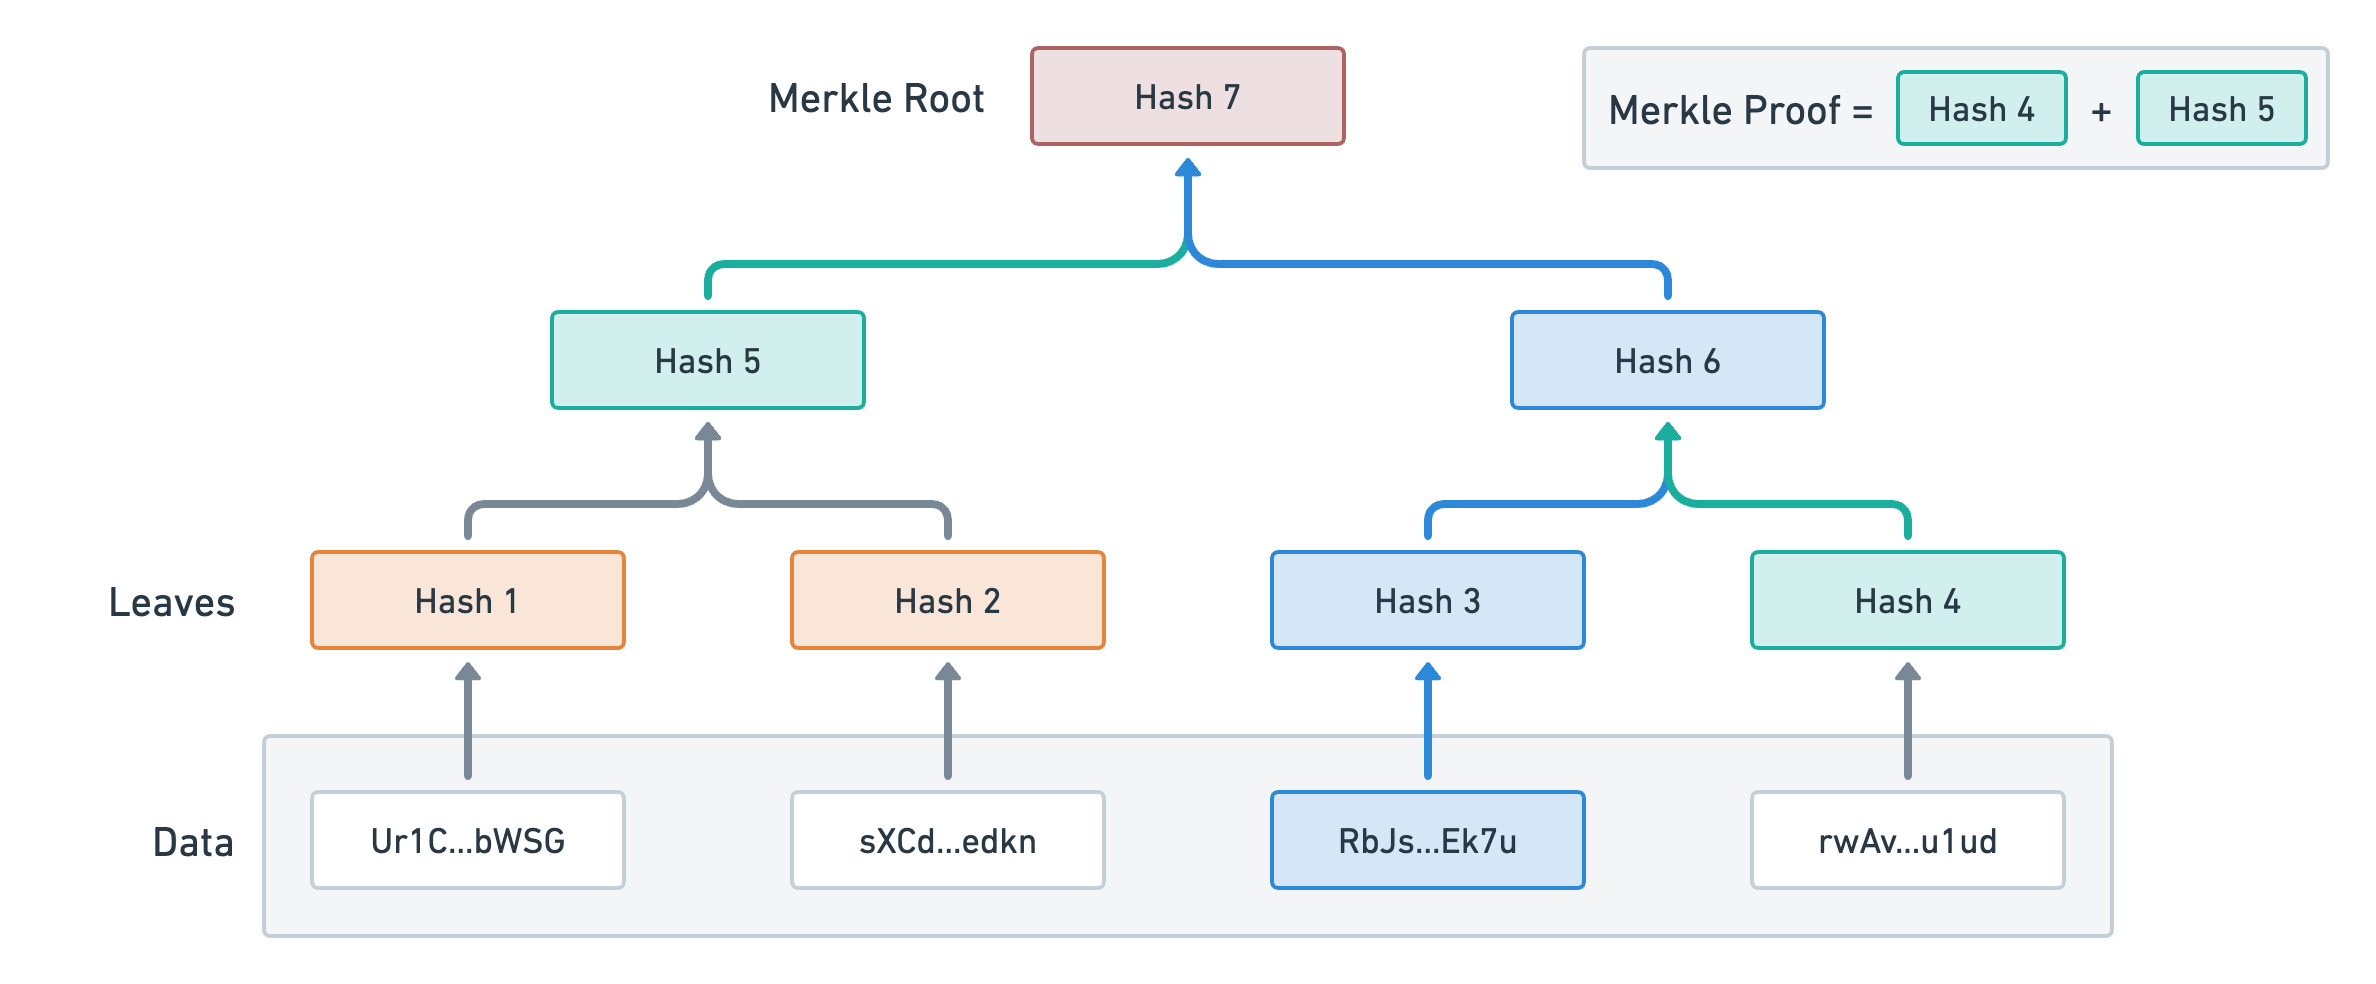 Merkle Root
Hash 7
Merkle Proof = Hash 4 + Hash 5
Hash 5
Hash 6
Leaves
Hash 1
Hash 2
Hash 3
Hash 4
Data
Ur1C...bWSG
sXCd...edkn
RbJs...Ek7u
rwAv...u1ud